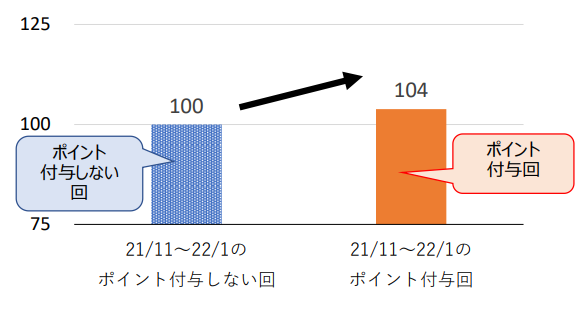 125
100
104
100
ポイント
付与しない
回
ポイント
付与回
75
21/11～22/1の
ポイント付与しない回
21/11～22/1の
ポイント付与回